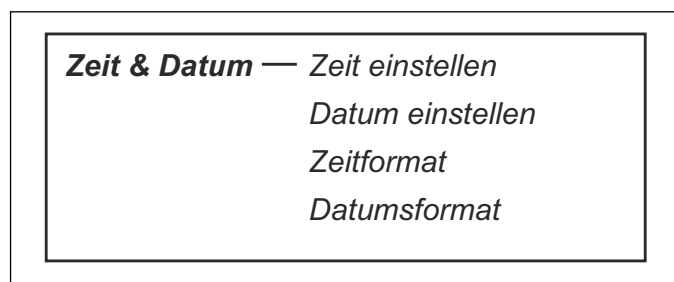 Zeit & Datum — Zeit einstellen
Datum einstellen
Zeitformat
Datumsformat